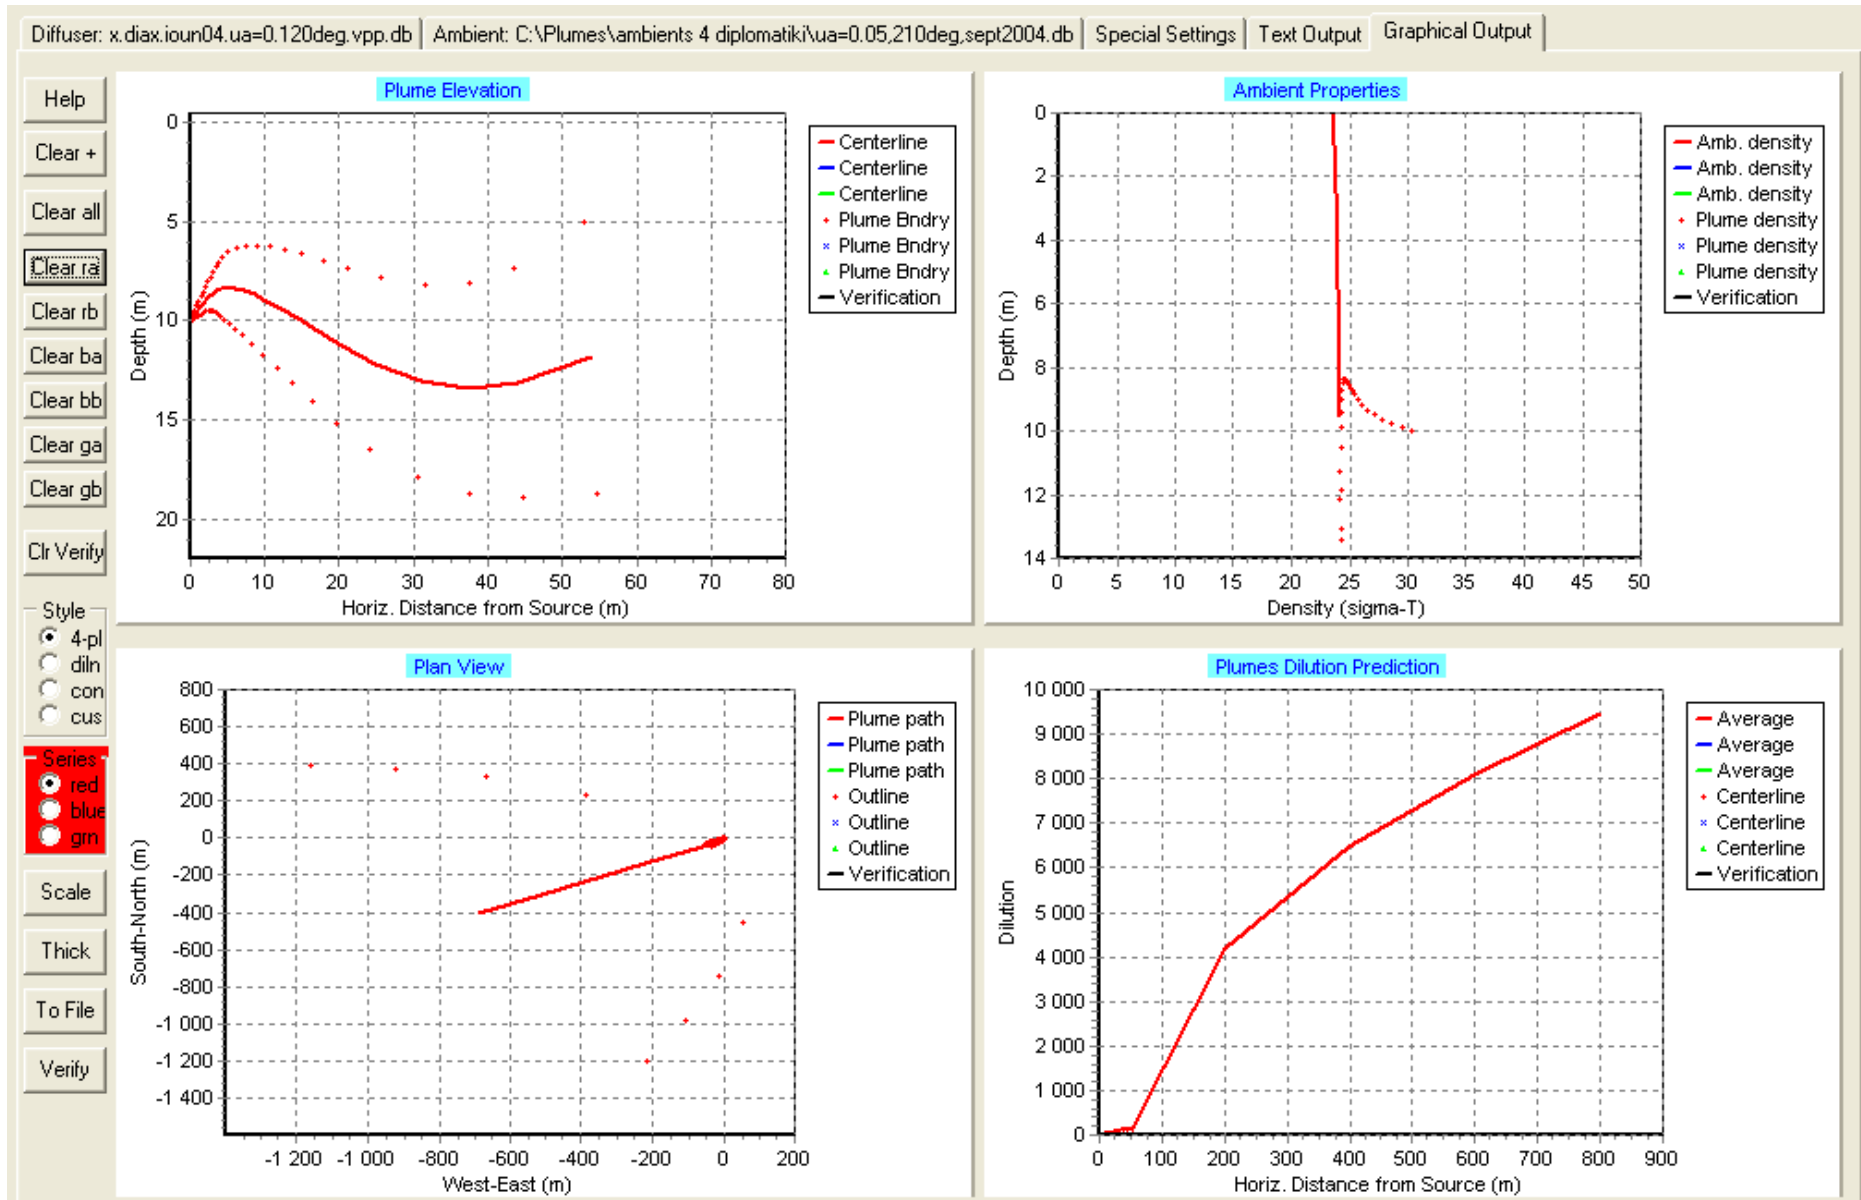 Diffuser: x.diax.ioun04.ua=0.120deg.vpp.db
Ambient: C:\Plumes\ambients 4 diplomatiki\ua=0.05,210deg,sept2004.db
Special Settings
Text Output
Graphical Output
Help
Clear +
Clear all
Clear ra
Clear rb
Clear ba
Clear bb
Clear ga
Clear gb
Clr Verify
Style
4-pl
diln
con
cus
Series
red
blue
grn
Scale
Thick
To File
Verify
Plume Elevation
0
5
10
15
20
Depth (m)
0 10 20 30 40 50 60 70 80
Horiz. Distance from Source (m)
Centerline
Centerline
Centerline
Plume Bndry
Plume Bndry
Plume Bndry
Verification
Ambient Properties
0
2
4
6
8
10
12
14
Depth (m)
0 5 10 15 20 25 30 35 40 45 50
Density (sigma-T)
Amb. density
Amb. density
Amb. density
Plume density
Plume density
Plume density
Verification
Plan View
800
600
400
200
0
-200
-400
-600
-800
-1 000
-1 200
-1 400
South-North (m)
-1 200 -1 000 -800 -600 -400 -200 0 200
West-East (m)
Plume path
Plume path
Plume path
Outline
Outline
Outline
Verification
Plumes Dilution Prediction
10 000
9 000
8 000
7 000
6 000
5 000
4 000
3 000
2 000
1 000
0
Dilution
0 100 200 300 400 500 600 700 800 900
Horiz. Distance from Source (m)
Average
Average
Average
Centerline
Centerline
Centerline
Verification